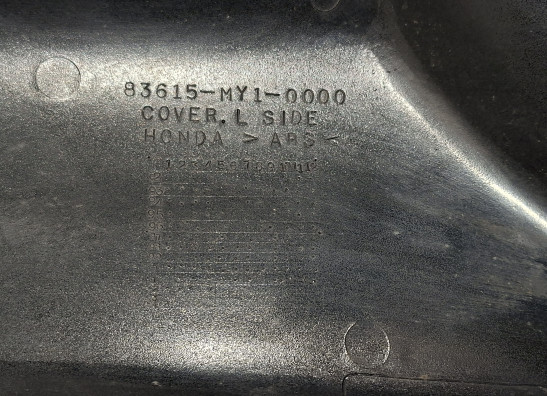 83615-MY1-0000
COVER. L SIDE
HONDA >ABS<